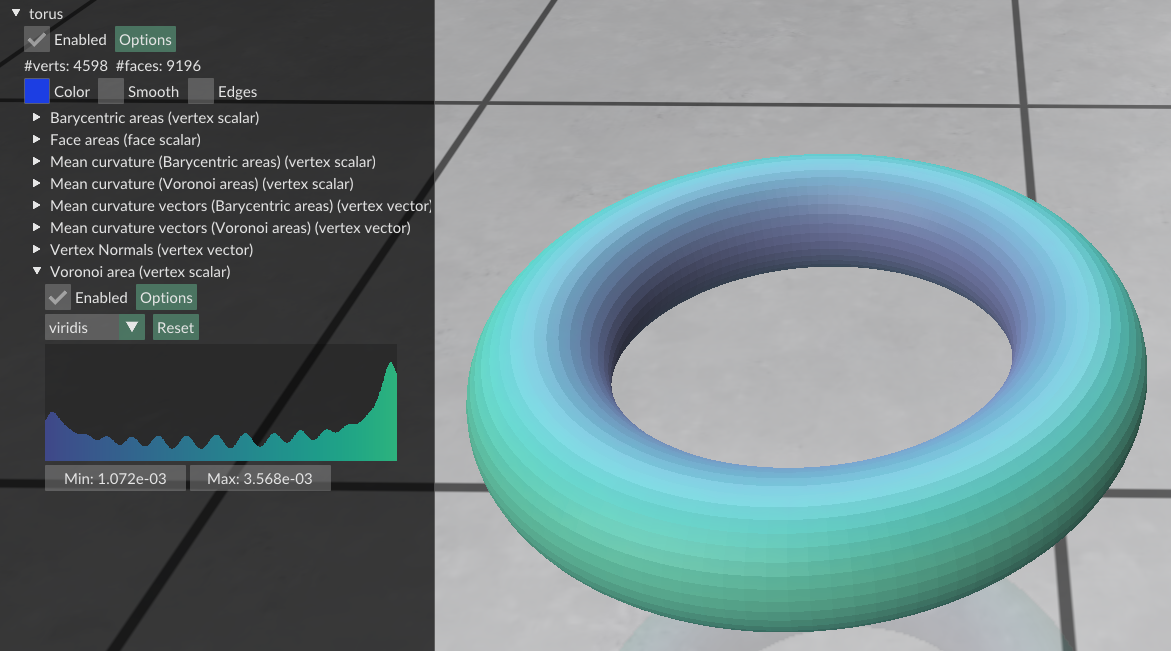 torus
Enabled Options
#verts: 4598 #faces: 9196
Color Smooth Edges
Barycentric areas (vertex scalar)
Face areas (face scalar)
Mean curvature (Barycentric areas) (vertex scalar)
Mean curvature (Voronoi areas) (vertex scalar)
Mean curvature vectors (Barycentric areas) (vertex vector)
Mean curvature vectors (Voronoi areas) (vertex vector)
Vertex Normals (vertex vector)
Voronoi area (vertex scalar)
Enabled Options
viridis Reset
Min: 1.072e-03 Max: 3.568e-03